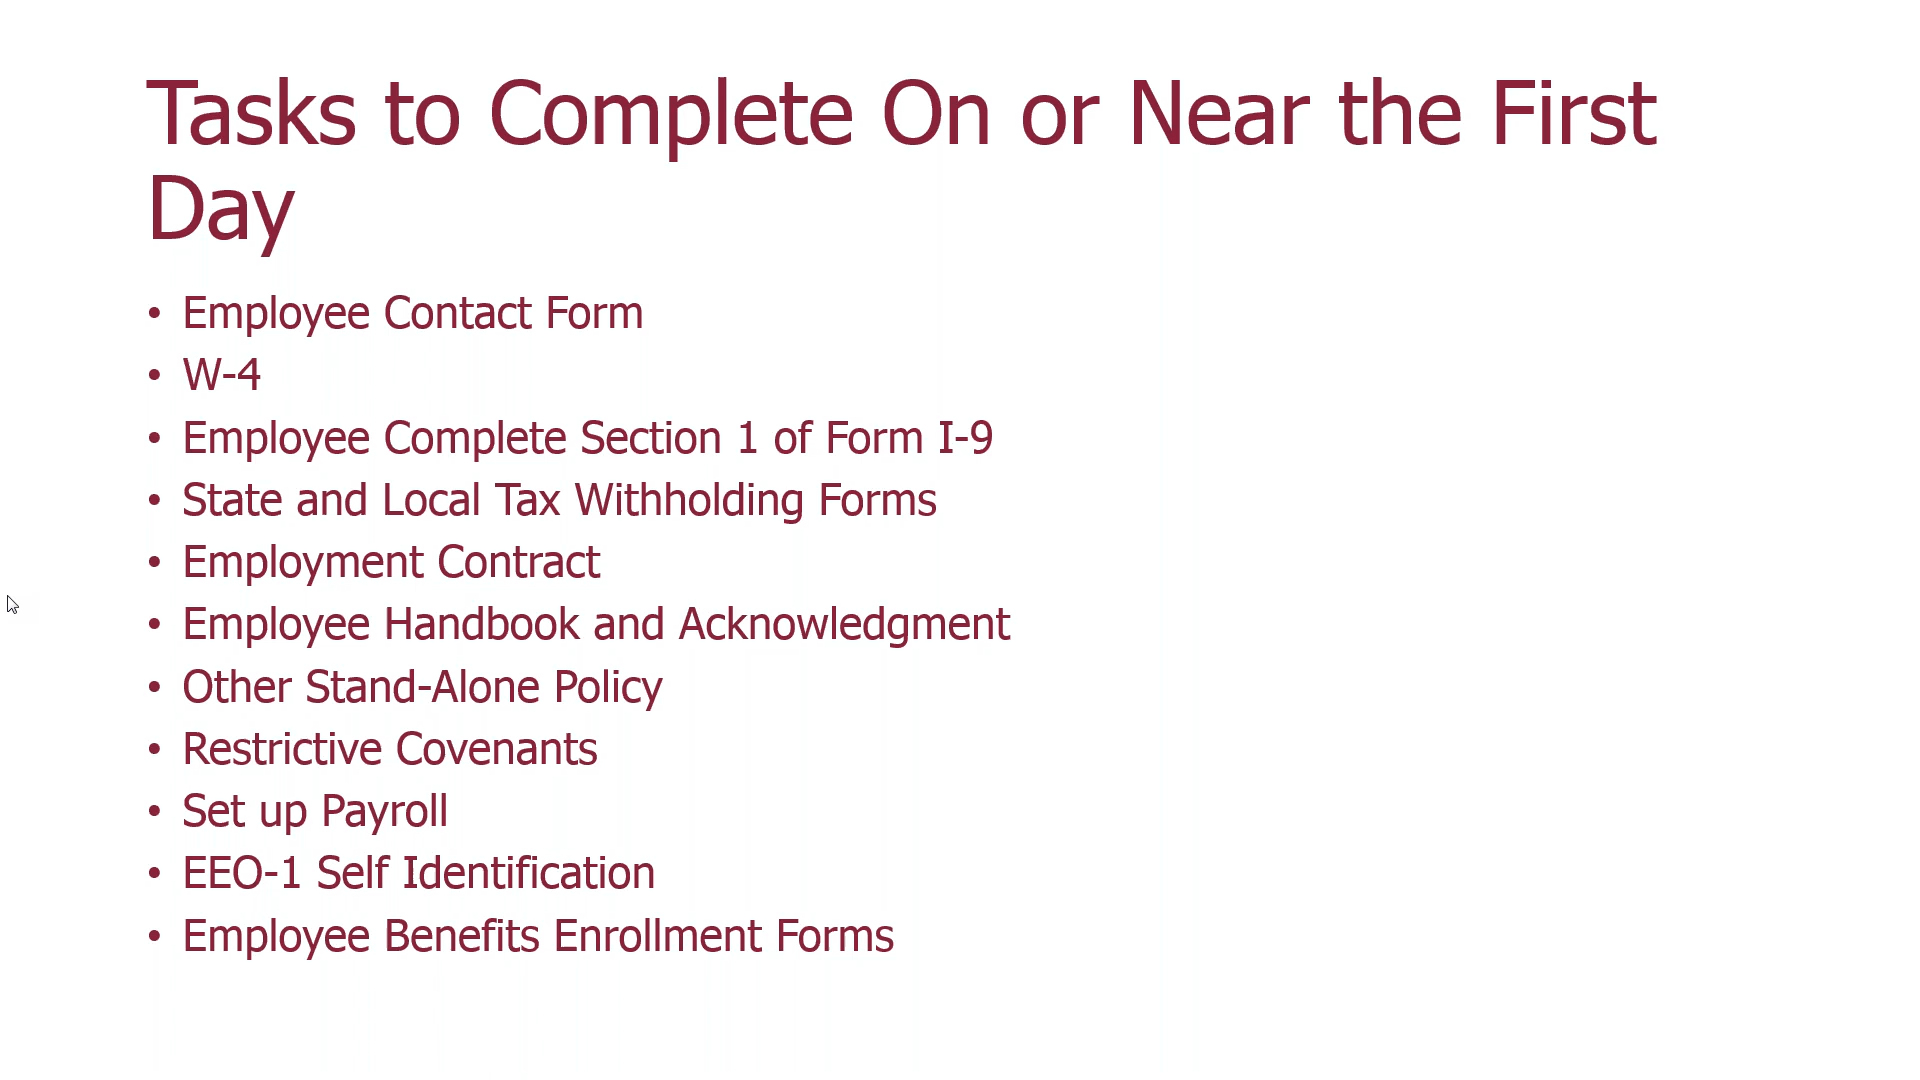 Tasks to Complete On or Near the First
Day
• Employee Contact Form
• W-4
• Employee Complete Section 1 of Form I-9
• State and Local Tax Withholding Forms
• Employment Contract
• Employee Handbook and Acknowledgment
• Other Stand-Alone Policy
• Restrictive Covenants
• Set up Payroll
• EEO-1 Self Identification
• Employee Benefits Enrollment Forms